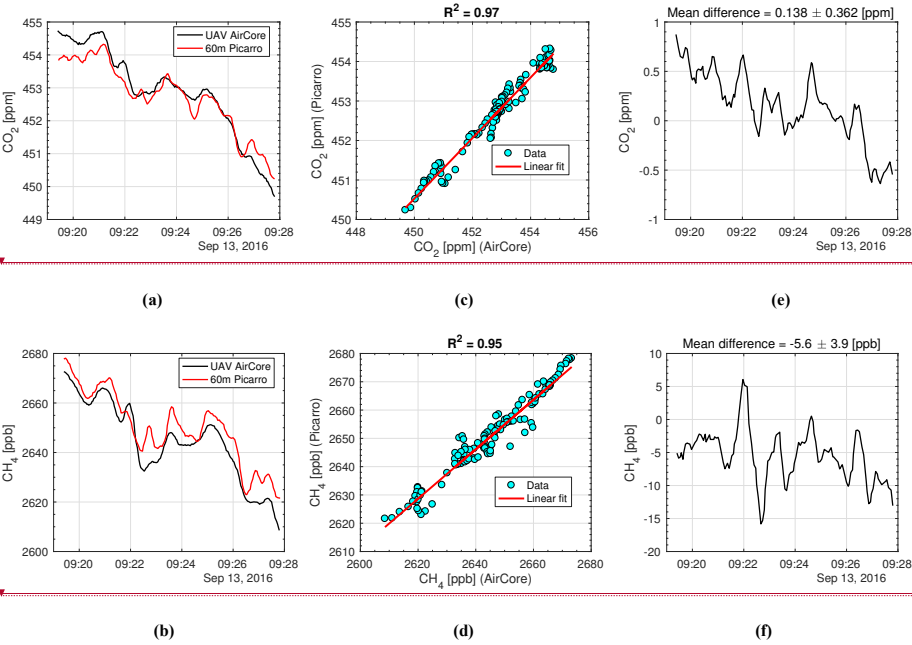 R² = 0.97
Mean difference = 0.138 ± 0.362 [ppm]
455
454
453
452
451
450
449
CO₂ [ppm]
UAV AirCore
60m Picarro
09:20 09:22 09:24 09:26 09:28
Sep 13, 2016
455
454
453
452
451
450
CO₂ [ppm] (Picarro)
Data
Linear fit
448 450 452 454 456
CO₂ [ppm] (AirCore)
1
0.5
0
-0.5
-1
CO₂ [ppm]
09:20 09:22 09:24 09:26 09:28
Sep 13, 2016
(a) (c) (e)
R² = 0.95
Mean difference = -5.6 ± 3.9 [ppb]
2680
2660
2640
2620
2600
CH₄ [ppb]
UAV AirCore
60m Picarro
09:20 09:22 09:24 09:26 09:28
Sep 13, 2016
2680
2670
2660
2650
2640
2630
2620
2610
CH₄ [ppb] (Picarro)
Data
Linear fit
2600 2620 2640 2660 2680
CH₄ [ppb] (AirCore)
10
5
0
-5
-10
-15
-20
CH₄ [ppb]
09:20 09:22 09:24 09:26 09:28
Sep 13, 2016
(b) (d) (f)